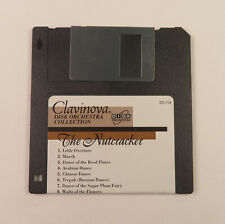 Clavinova
DISK ORCHESTRA
COLLECTION
The Nutcracker
1. Little Overture
2. March
3. Dance of the Reed Flutes
4. Arabian Dance
5. Chinese Dance
6. Trepak (Russian Dance)
7. Dance of the Sugar Plum Fairy
8. Waltz of the Flowers